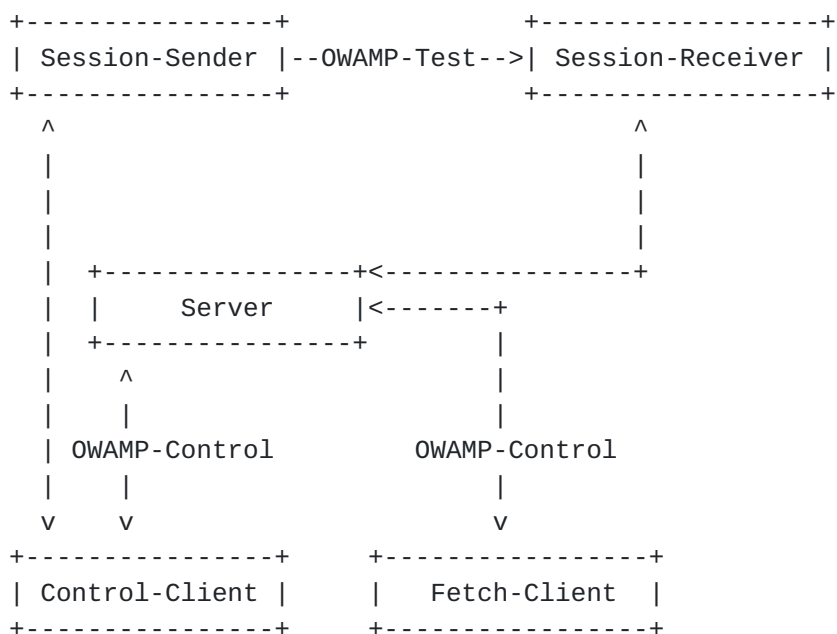 Session-Sender --OWAMP-Test--> Session-Receiver
Server
OWAMP-Control OWAMP-Control
Control-Client Fetch-Client